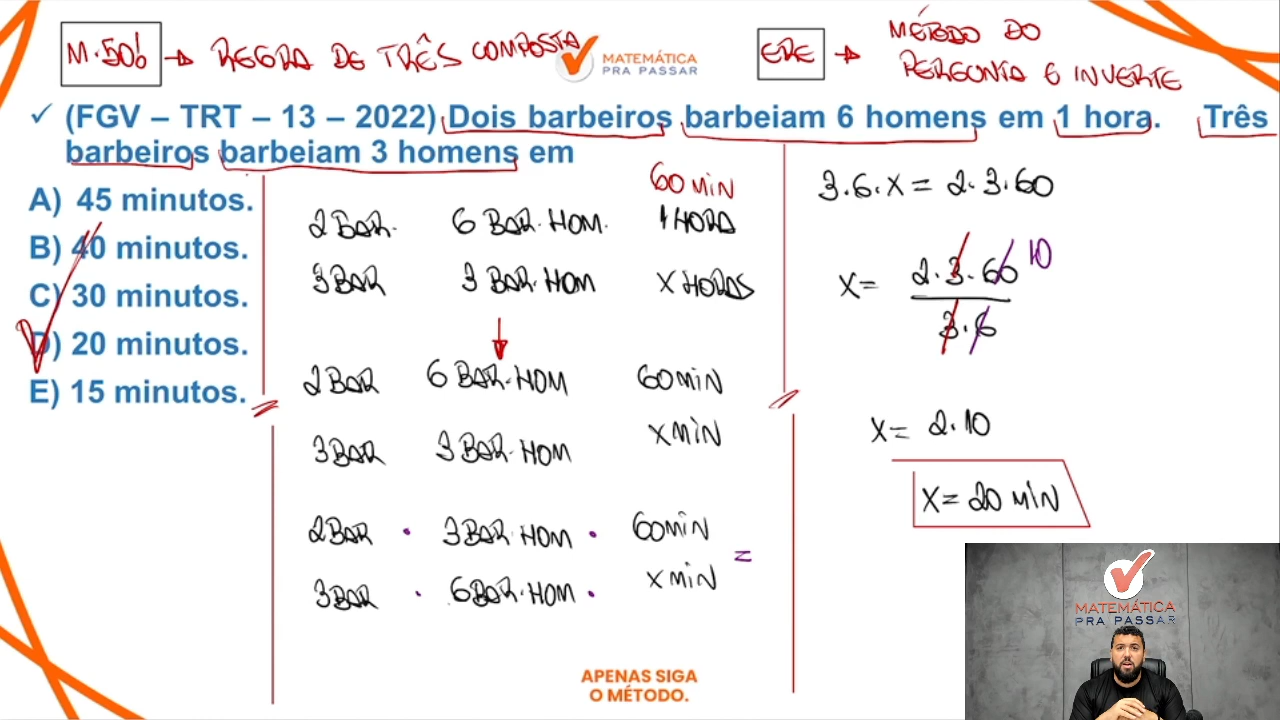 M.50! → REGRA DE TRÊS COMPOSTA
MATEMÁTICA
PRA PASSAR
ERE → MÉTODO DO
PERGUNTA E INVERTE
✓ (FGV – TRT – 13 – 2022) Dois barbeiros barbeiam 6 homens em 1 hora. Três
barbeiros barbeiam 3 homens em
A) 45 minutos.
B) 40 minutos.
C) 30 minutos.
D) 20 minutos.
E) 15 minutos.
60 MIN
2 BAR. 6 BAR. HOM. 1 HORA
3 BAR 3 BAR. HOM X HORAS
2 BAR 6 BAR. HOM 60 MIN
3 BAR 3 BAR. HOM X MIN
2 BAR . 3 BAR. HOM . 60 MIN
=
3 BAR . 6 BAR. HOM . X MIN
3.6.X = 2.3.60
X = 2.3.60 10
3.6
X = 2.10
X = 20 MIN
MATEMÁTICA
PRA PASSAR
APENAS SIGA
O MÉTODO.